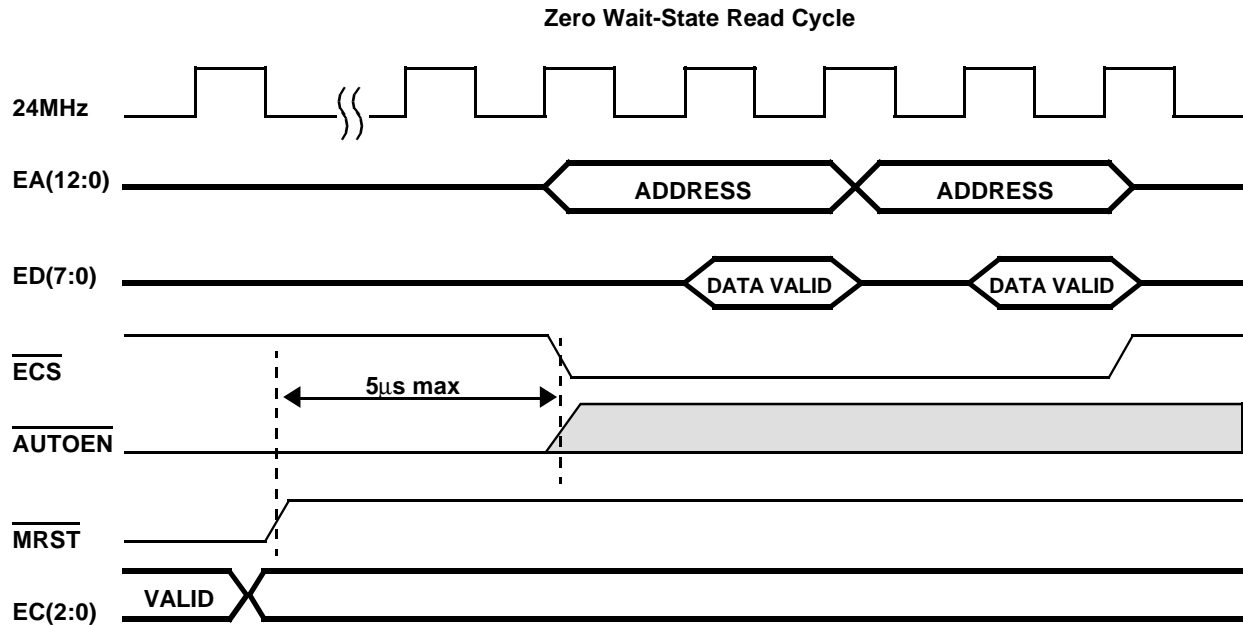 Zero Wait-State Read Cycle
24MHz
EA(12:0)
ADDRESS ADDRESS
ED(7:0)
DATA VALID DATA VALID
ECS
5μs max
AUTOEN
MRST
VALID
EC(2:0)